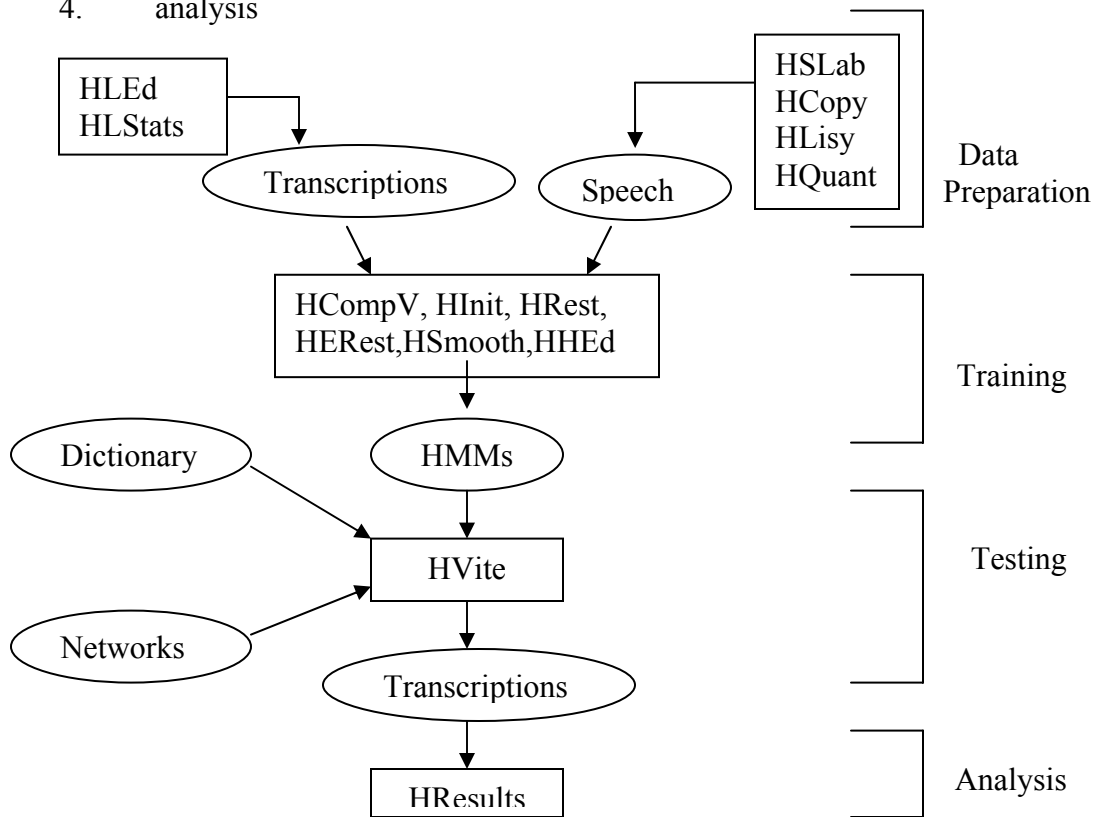 4. analysis
HLEd
HLStats
HSLab
HCopy
HLisy
HQuant
Transcriptions
Speech
Data
Preparation
HCompV, HInit, HRest,
HERest,HSmooth,HHEd
Training
Dictionary
HMMs
HVite
Testing
Networks
Transcriptions
HResults
Analysis